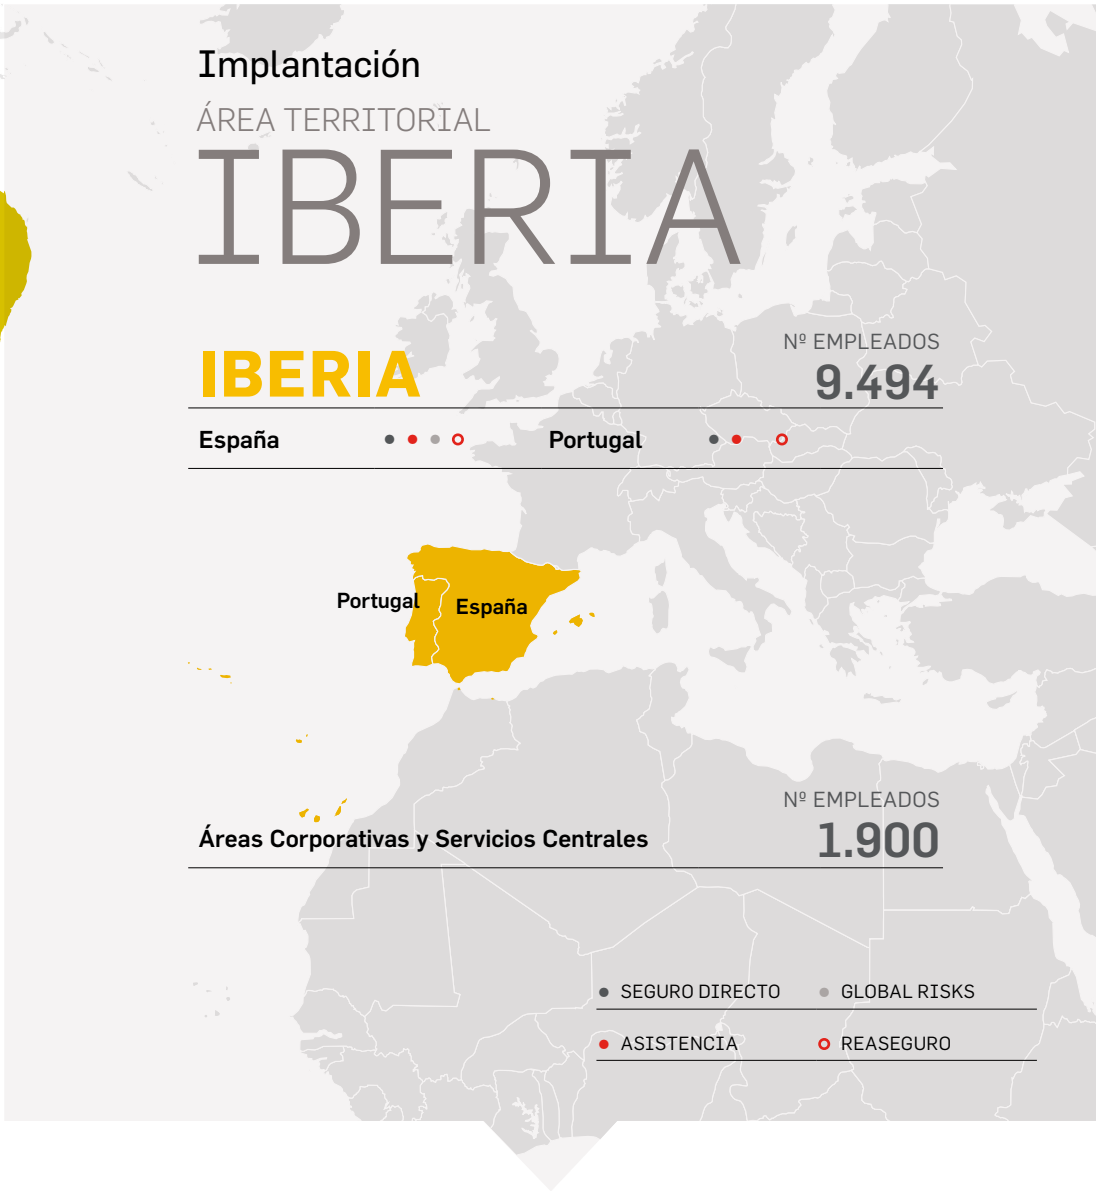 Implantación
ÁREA TERRITORIAL
IBERIA
IBERIA
Nº EMPLEADOS
9.494
España
Portugal
Portugal
España
Áreas Corporativas y Servicios Centrales
Nº EMPLEADOS
1.900
SEGURO DIRECTO
GLOBAL RISKS
ASISTENCIA
REASEGURO